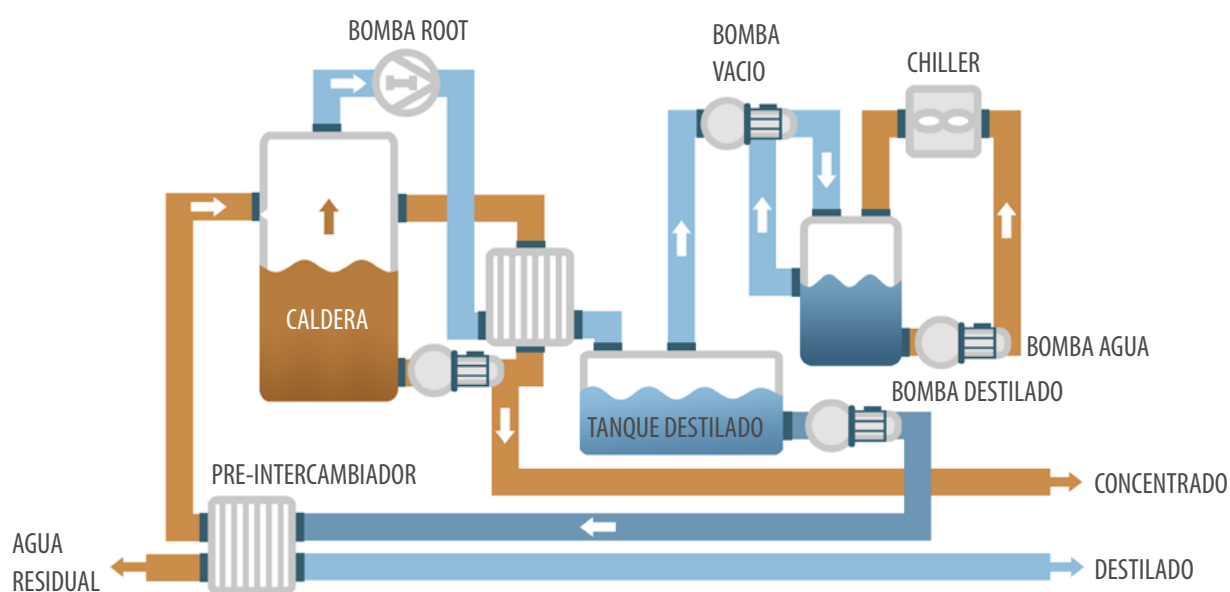 BOMBA ROOT
BOMBA
VACIO
CHILLER
CALDERA
BOMBA AGUA
BOMBA DESTILADO
TANQUE DESTILADO
PRE-INTERCAMBIADOR
CONCENTRADO
AGUA
RESIDUAL
DESTILADO